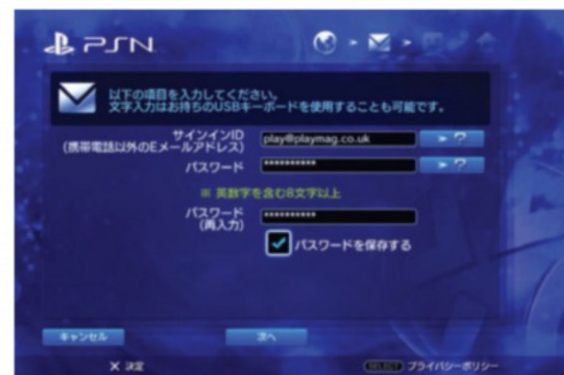 PSN
以下の項目を入力してください。
文字入力はお持ちのUSBキーボードを使用することも可能です。
サインインID
(携帯電話以外のEメールアドレス)
play@playmag.co.uk
?
パスワード
**********
?
※ 英数字を含む8文字以上
パスワード
(再入力)
**********
パスワードを保存する
キャンセル
次へ
X 決定
SELECT プライバシーポリシー